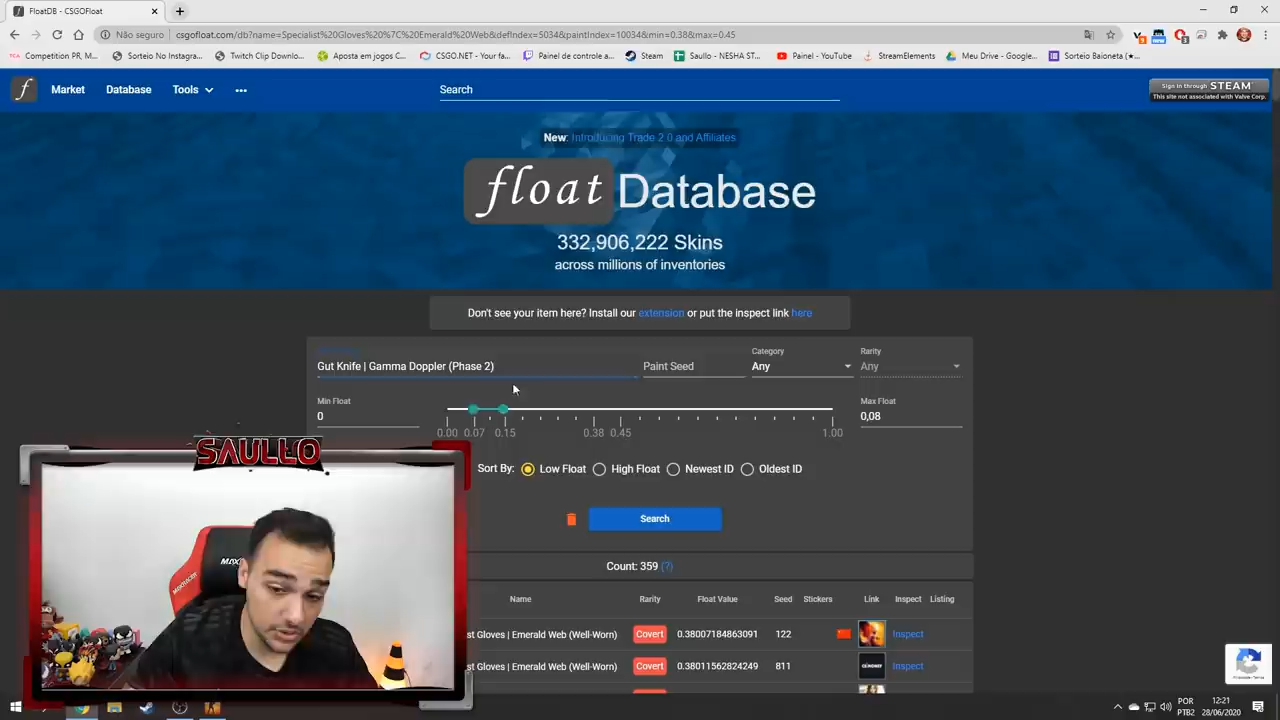 FloatDB - CSGOFloat
Não seguro | csgofloat.com/db?name=Specialist%20Gloves%20%7C%20Emerald%20Web&defIndex=5034&paintIndex=10034&min=0.38&max=0.45
Competition PR, M... Sorteio No Instagra... Twitch Clip Downlo... Aposta em jogos C... CSGO.NET - Your fa... Painel de controle a... Steam Saullo - NESHA ST... Painel - YouTube StreamElements Meu Drive - Google... Sorteio Baioneta (★...
f Market Database Tools ••• Search Sign in through STEAM
This site not associated with Valve Corp.
New: Introducing Trade 2.0 and Affiliates
float Database
332,906,222 Skins
across millions of inventories
Don't see your item here? Install our extension or put the inspect link here
Category Rarity
Gut Knife | Gamma Doppler (Phase 2) Paint Seed Any Any
Min Float Max Float
0 0,08
0.00 0.07 0.15 0.38 0.45 1.00
SAULLO
Sort By: Low Float High Float Newest ID Oldest ID
Search
Count: 359 (?)
Name Rarity Float Value Seed Stickers Link Inspect Listing
st Gloves | Emerald Web (Well-Worn) Covert 0.38007184863091 122 Inspect
st Gloves | Emerald Web (Well-Worn) Covert 0.38011562824249 811 Inspect
POR
PTB2
12:21
28/06/2020